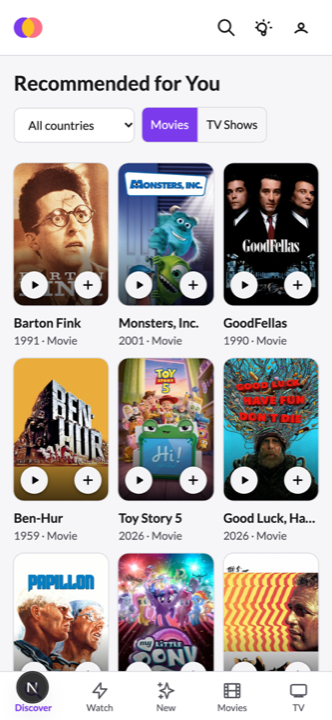 Recommended for You
All countries
Movies
TV Shows
BARTON
FINK
MONSTERS, INC.
GoodFellas
Barton Fink
Monsters, Inc.
GoodFellas
1991 · Movie
2001 · Movie
1990 · Movie
BEN-
HUR
TOY
STORY
5
Hi!
GOOD LUCK,
HAVE FUN
DON'T DIE
Ben-Hur
Toy Story 5
Good Luck, Ha...
1959 · Movie
2026 · Movie
2026 · Movie
PAPILLON
my LITTLE
PONY
N
Discover
Watch
New
Movies
TV